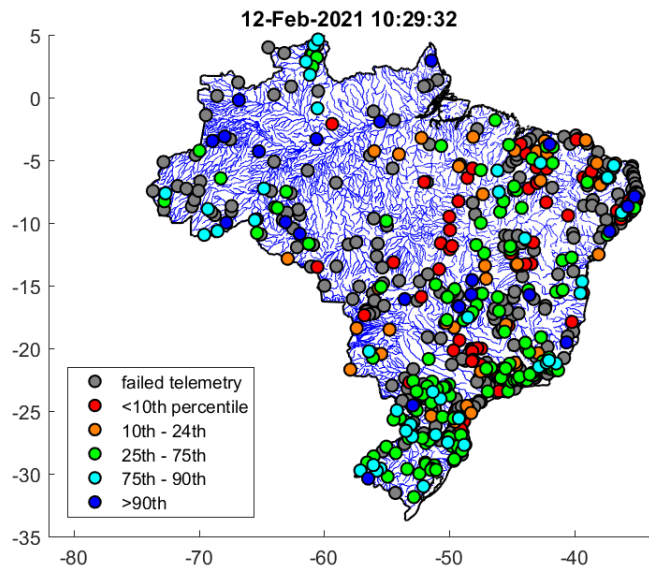 12-Feb-2021 10:29:32
5
0
-5
-10
-15
-20
-25
-30
-35
failed telemetry
<10th percentile
10th - 24th
25th - 75th
75th - 90th
>90th
-80 -70 -60 -50 -40